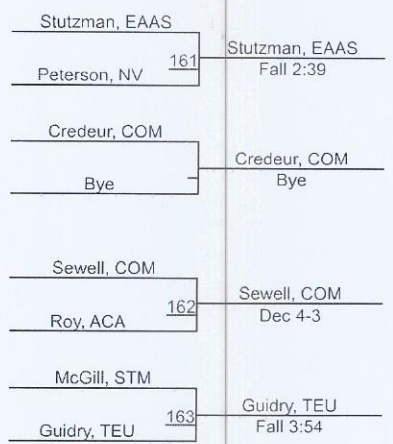 Stutzman, EAAS
161
Stutzman, EAAS
Fall 2:39
Peterson, NV
Credeur, COM
Credeur, COM
Bye
Bye
Sewell, COM
162
Sewell, COM
Dec 4-3
Roy, ACA
McGill, STM
163
Guidry, TEU
Fall 3:54
Guidry, TEU